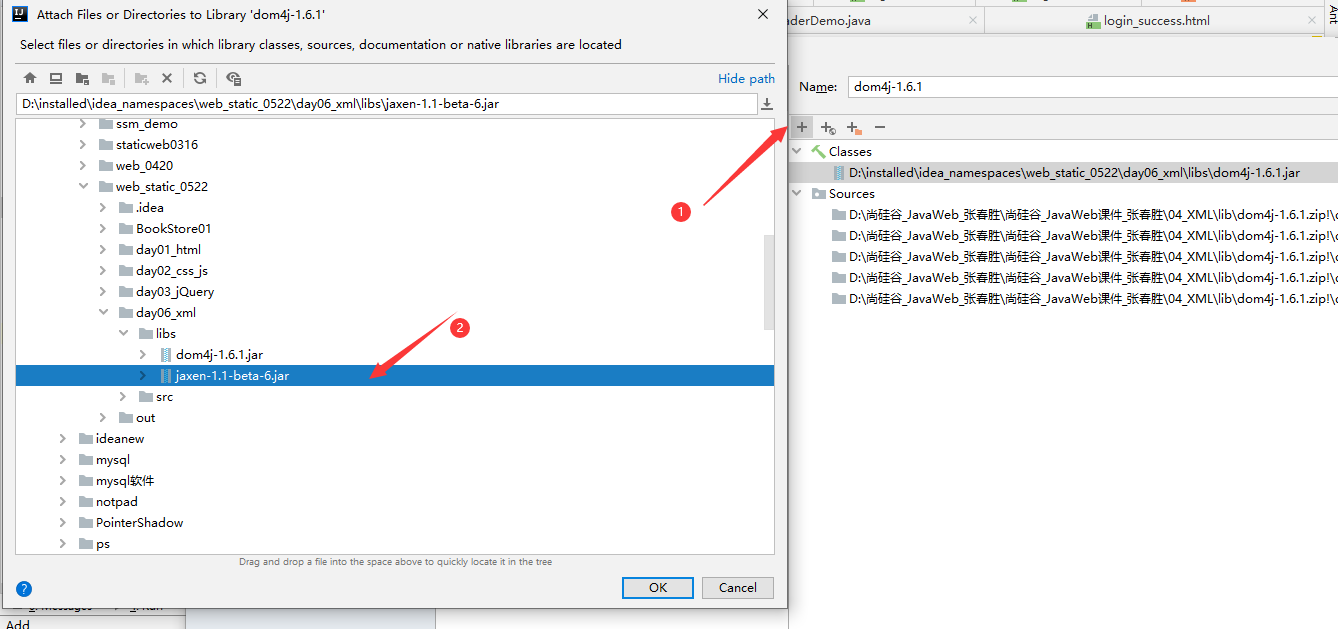 Attach Files or Directories to Library 'dom4j-1.6.1'
Select files or directories in which library classes, sources, documentation or native libraries are located
Hide path
D:\installed\idea_namespaces\web_static_0522\day06_xml\libs\jaxen-1.1-beta-6.jar
ssm_demo
staticweb0316
web_0420
web_static_0522
.idea
BookStore01
day01_html
day02_css_js
day03_jQuery
day06_xml
libs
dom4j-1.6.1.jar
jaxen-1.1-beta-6.jar
src
out
ideanew
mysql
mysql软件
notpad
PointerShadow
ps
Drag and drop a file into the space above to quickly locate it in the tree
?
OK
Cancel
Add
1
2
aderDemo.java
login_success.html
Ant
Name:
dom4j-1.6.1
Classes
D:\installed\idea_namespaces\web_static_0522\day06_xml\libs\dom4j-1.6.1.jar
Sources
D:\尚硅谷_JavaWeb_张春胜\尚硅谷_JavaWeb课件_张春胜\04_XML\lib\dom4j-1.6.1.zip!\
D:\尚硅谷_JavaWeb_张春胜\尚硅谷_JavaWeb课件_张春胜\04_XML\lib\dom4j-1.6.1.zip!\
D:\尚硅谷_JavaWeb_张春胜\尚硅谷_JavaWeb课件_张春胜\04_XML\lib\dom4j-1.6.1.zip!\
D:\尚硅谷_JavaWeb_张春胜\尚硅谷_JavaWeb课件_张春胜\04_XML\lib\dom4j-1.6.1.zip!\
D:\尚硅谷_JavaWeb_张春胜\尚硅谷_JavaWeb课件_张春胜\04_XML\lib\dom4j-1.6.1.zip!\